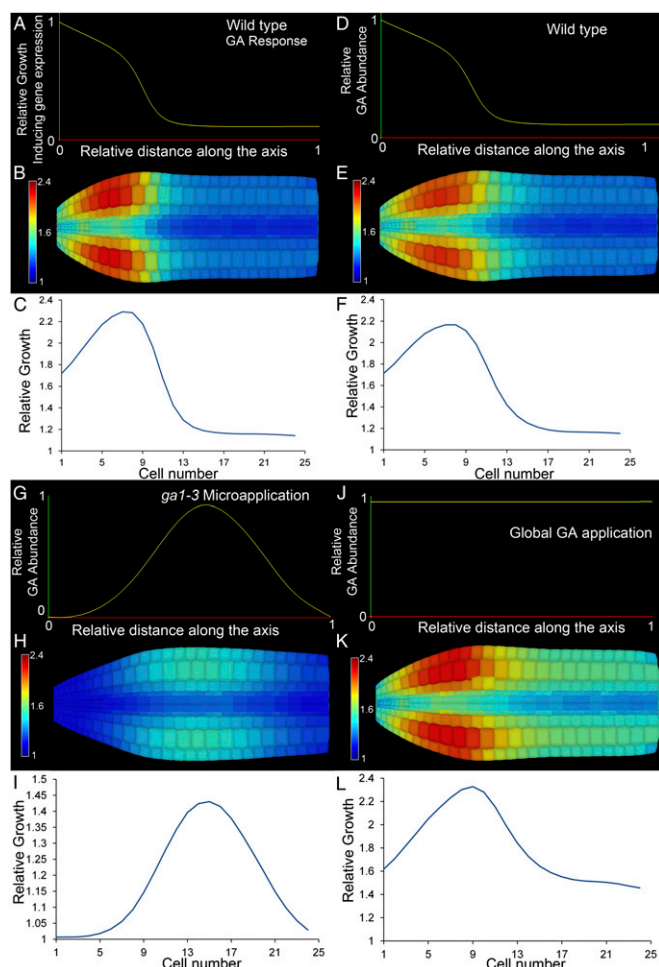 A
1
Wild type
GA Response
Relative Growth
Inducing gene expression
0
0
Relative distance along the axis
1
D
1
Wild type
Relative
GA Abundance
0
0
Relative distance along the axis
1
B
2.4
1.6
1
E
2.4
1.6
1
C
2.4
2.2
2
1.8
1.6
1.4
1.2
1
Relative Growth
1 5 9 13 17 21 25
Cell number
F
2.4
2.2
2
1.8
1.6
1.4
1.2
1
Relative Growth
1 5 9 13 17 21 25
Cell number
G
1
ga1-3 Microapplication
Relative
GA Abundance
0
0
Relative distance along the axis
1
J
1
Global GA application
Relative
GA Abundance
0
0
Relative distance along the axis
1
H
2.4
1.6
1
K
2.4
1.6
1
I
1.5
1.45
1.4
1.35
1.3
1.25
1.2
1.15
1.1
1.05
1
Relative Growth
1 5 9 13 17 21 25
Cell number
L
2.4
2.2
2
1.8
1.6
1.4
1.2
1
Relative Growth
1 5 9 13 17 21 25
Cell number